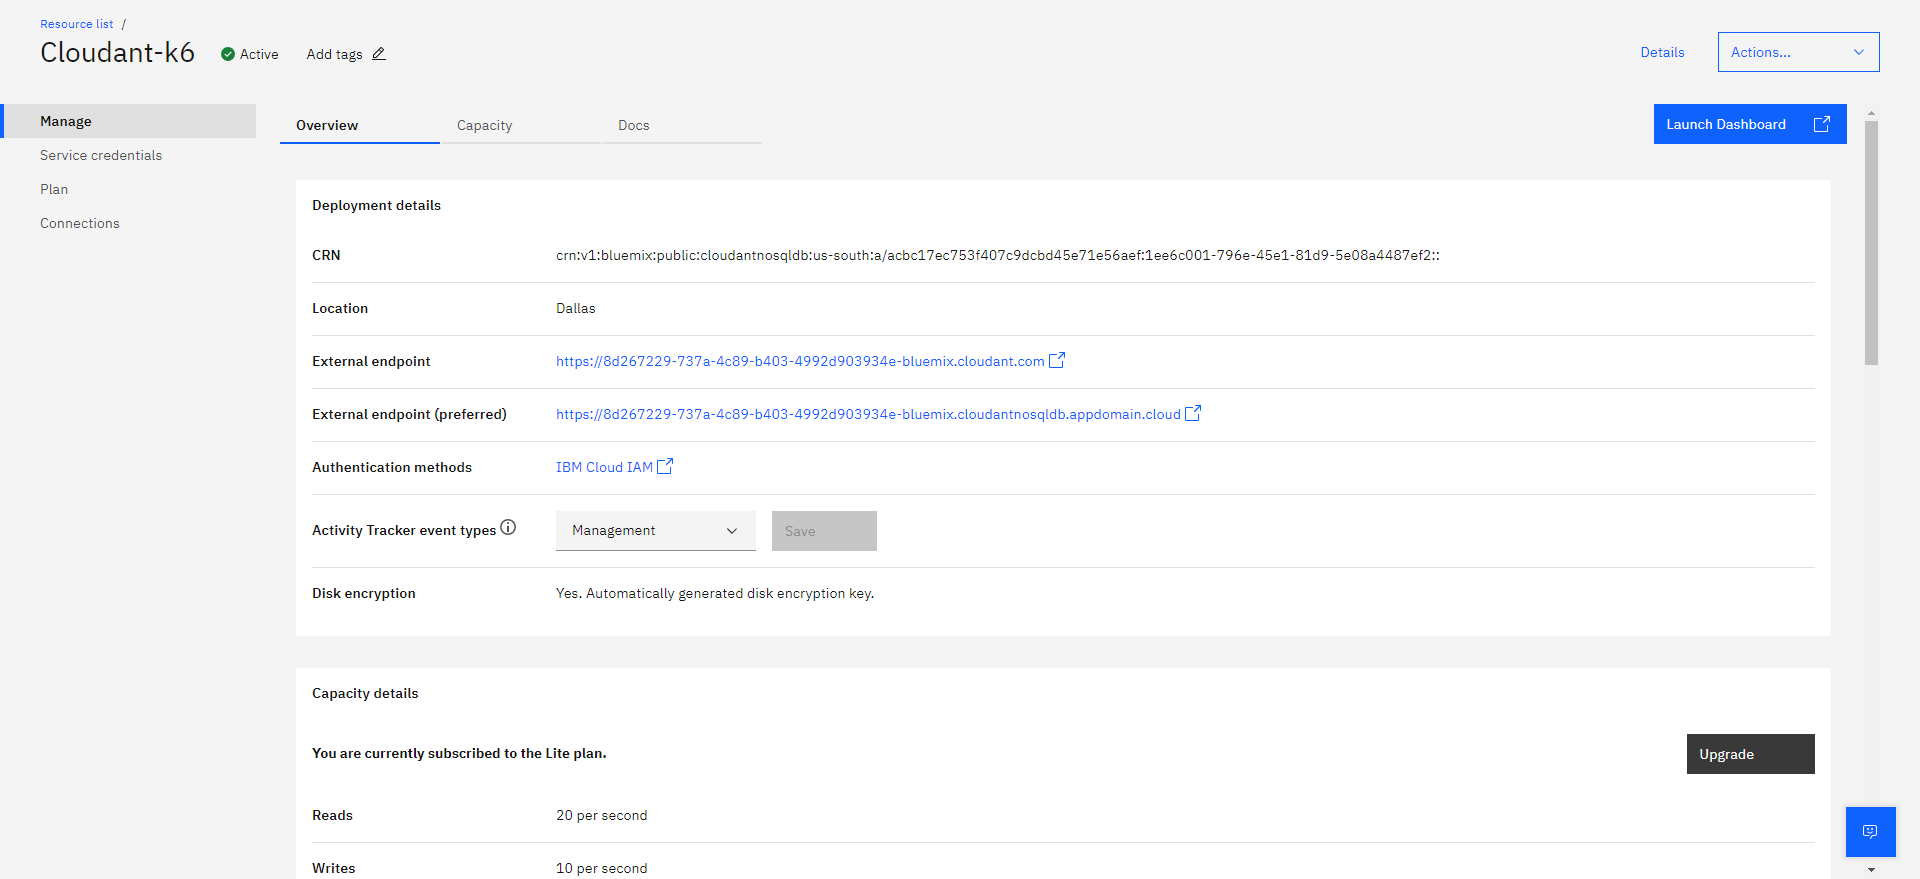 Resource list /
Cloudant-k6 Active Add tags
Details Actions...
Manage
Service credentials
Plan
Connections
Overview Capacity Docs
Launch Dashboard
Deployment details
CRN crn:v1:bluemix:public:cloudantnosqldb:us-south:a/acbc17ec753f407c9dcbd45e71e56aef:1ee6c001-796e-45e1-81d9-5e08a4487ef2::
Location Dallas
External endpoint https://8d267229-737a-4c89-b403-4992d903934e-bluemix.cloudant.com
External endpoint (preferred) https://8d267229-737a-4c89-b403-4992d903934e-bluemix.cloudantnosqldb.appdomain.cloud
Authentication methods IBM Cloud IAM
Activity Tracker event types Management Save
Disk encryption Yes. Automatically generated disk encryption key.
Capacity details
You are currently subscribed to the Lite plan. Upgrade
Reads 20 per second
Writes 10 per second